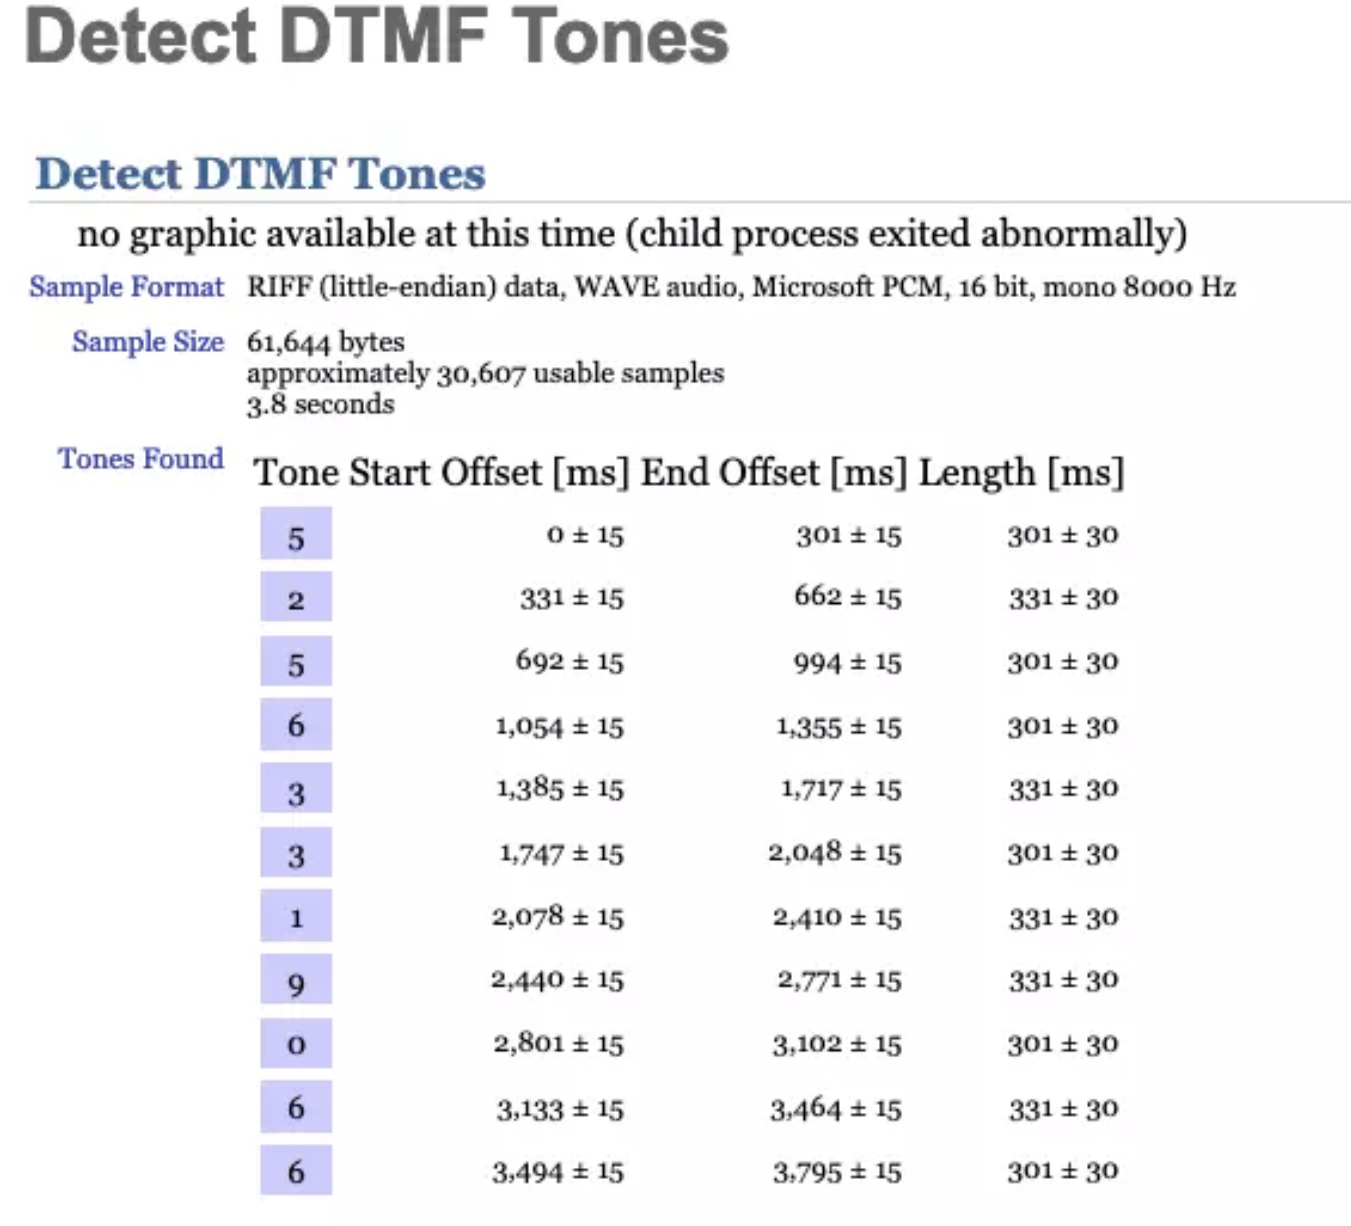 Detect DTMF Tones
Detect DTMF Tones
no graphic available at this time (child process exited abnormally)
Sample Format RIFF (little-endian) data, WAVE audio, Microsoft PCM, 16 bit, mono 8000 Hz
Sample Size 61,644 bytes
approximately 30,607 usable samples
3.8 seconds
Tones Found Tone Start Offset [ms] End Offset [ms] Length [ms]
5 0 ± 15 301 ± 15 301 ± 30
2 331 ± 15 662 ± 15 331 ± 30
5 692 ± 15 994 ± 15 301 ± 30
6 1,054 ± 15 1,355 ± 15 301 ± 30
3 1,385 ± 15 1,717 ± 15 331 ± 30
3 1,747 ± 15 2,048 ± 15 301 ± 30
1 2,078 ± 15 2,410 ± 15 331 ± 30
9 2,440 ± 15 2,771 ± 15 331 ± 30
0 2,801 ± 15 3,102 ± 15 301 ± 30
6 3,133 ± 15 3,464 ± 15 331 ± 30
6 3,494 ± 15 3,795 ± 15 301 ± 30